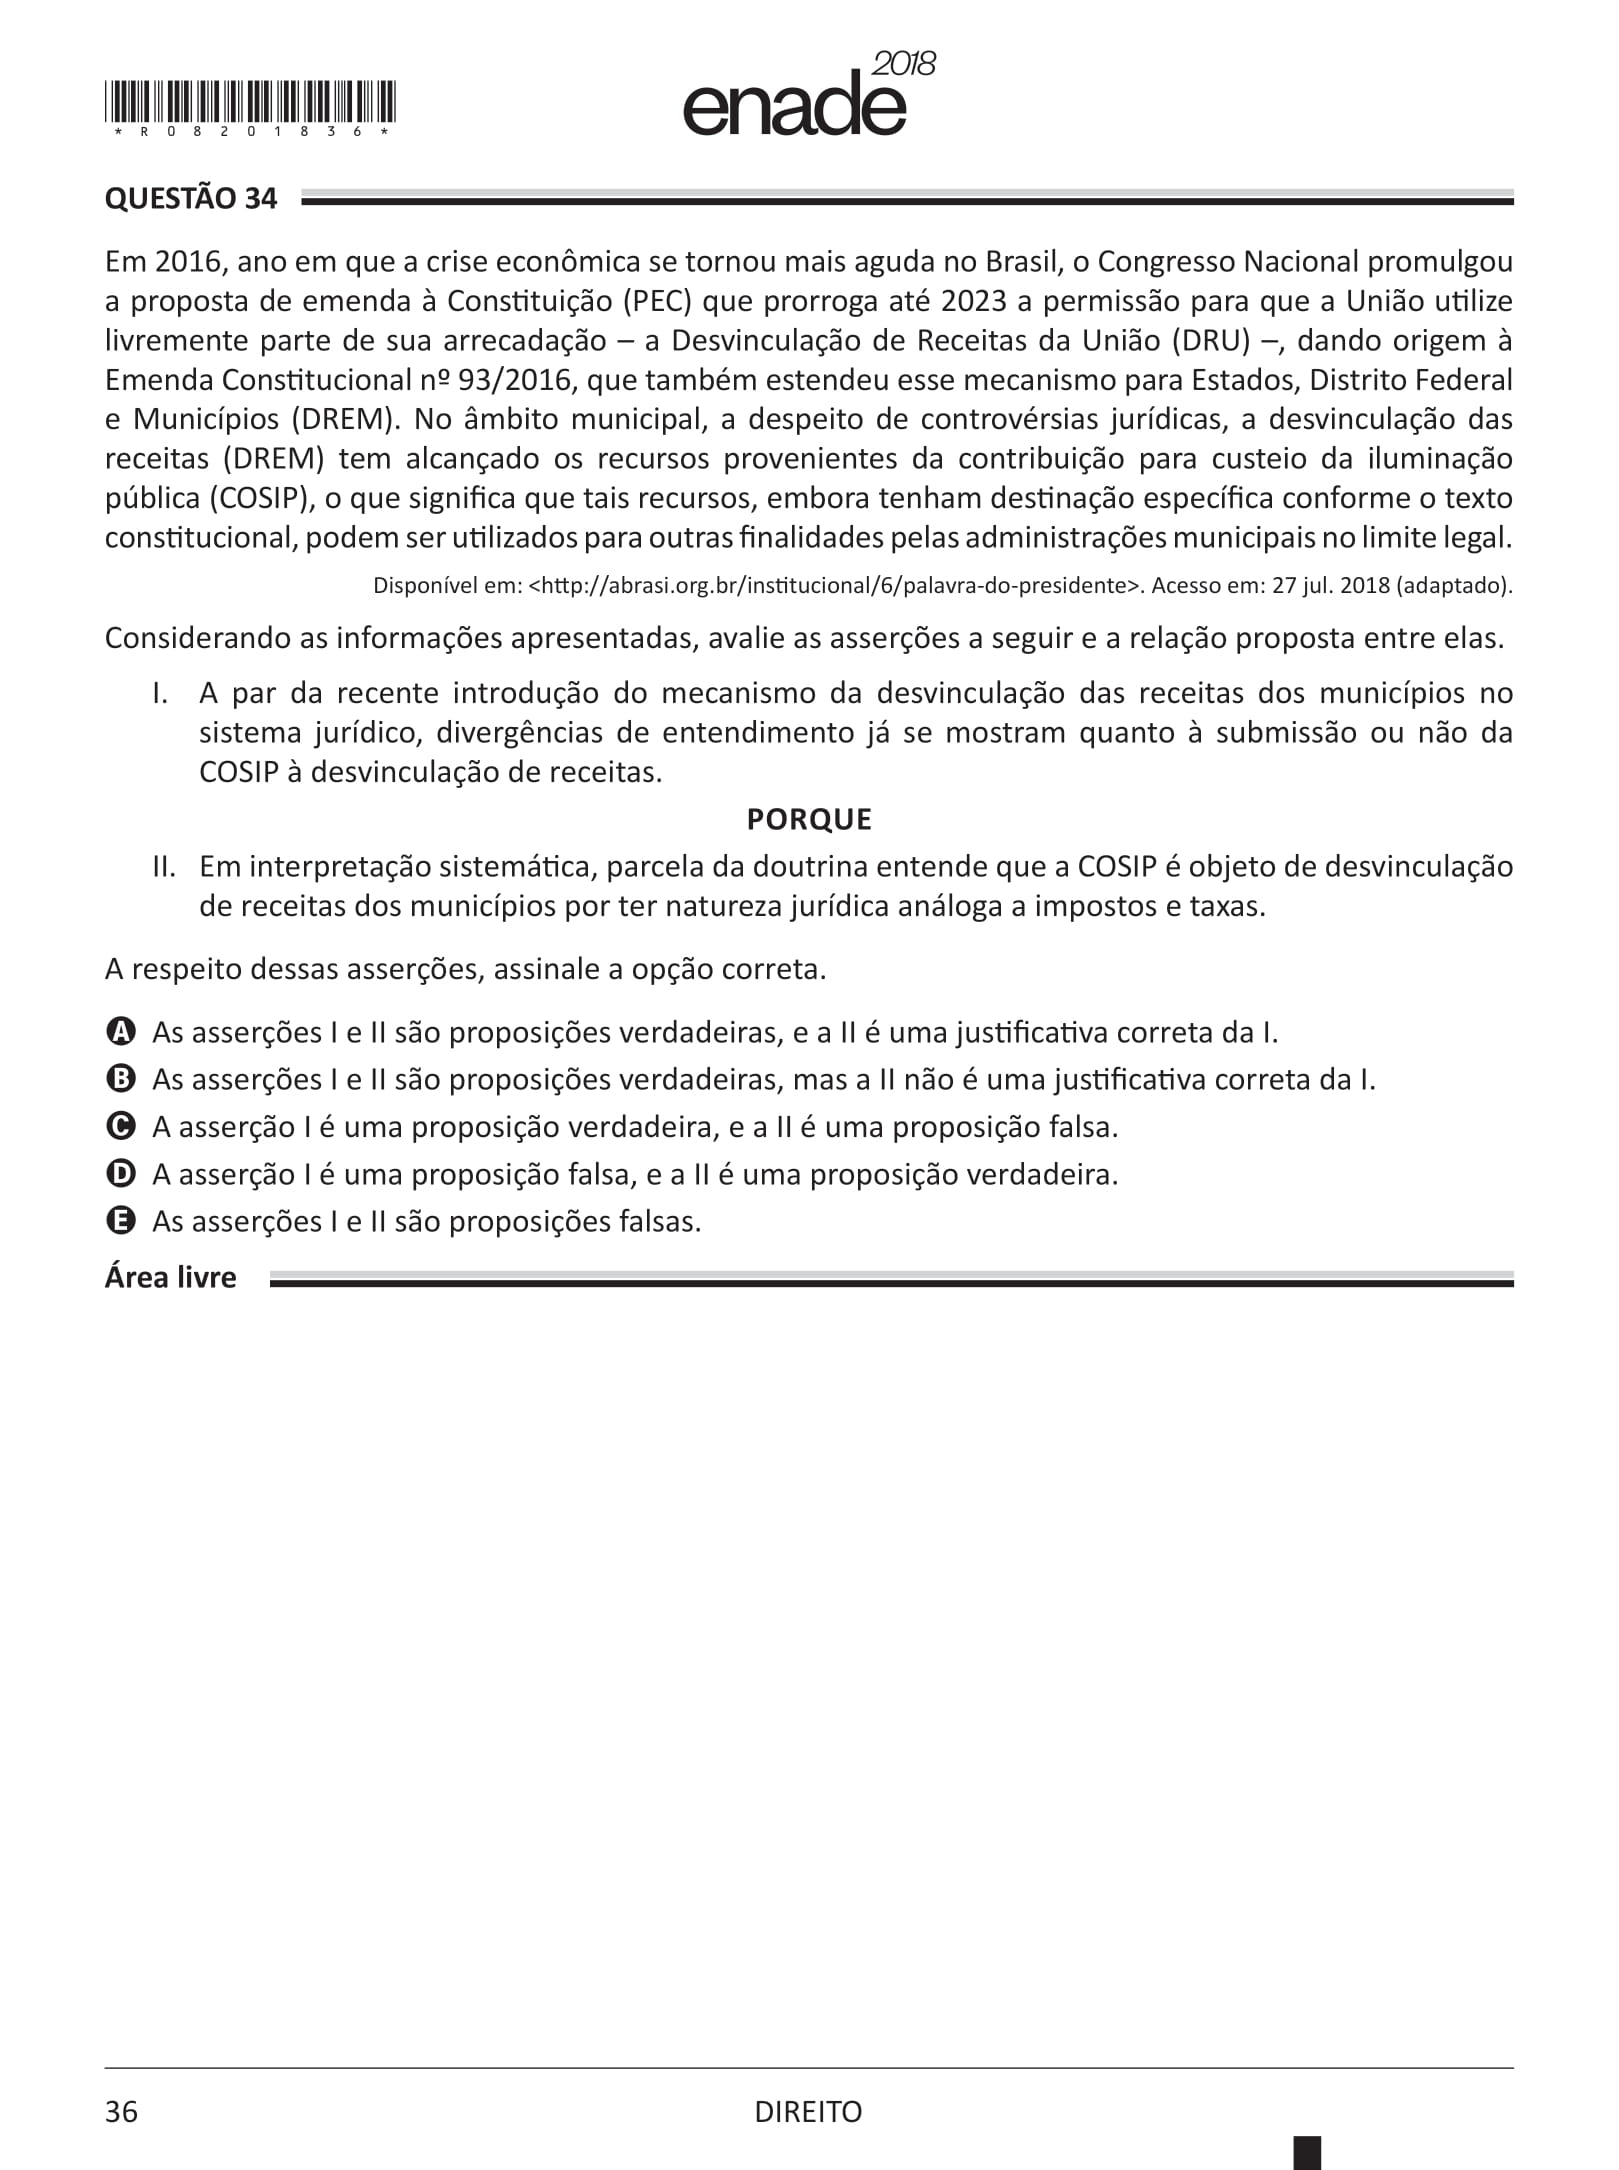 *R08201836*
enade 2018
QUESTÃO 34
Em 2016, ano em que a crise econômica se tornou mais aguda no Brasil, o Congresso Nacional promulgou
a proposta de emenda à Constituição (PEC) que prorroga até 2023 a permissão para que a União utilize
livremente parte de sua arrecadação – a Desvinculação de Receitas da União (DRU) –, dando origem à
Emenda Constitucional nº 93/2016, que também estendeu esse mecanismo para Estados, Distrito Federal
e Municípios (DREM). No âmbito municipal, a despeito de controvérsias jurídicas, a desvinculação das
receitas (DREM) tem alcançado os recursos provenientes da contribuição para custeio da iluminação
pública (COSIP), o que significa que tais recursos, embora tenham destinação específica conforme o texto
constitucional, podem ser utilizados para outras finalidades pelas administrações municipais no limite legal.
Disponível em: <http://abrasi.org.br/institucional/6/palavra-do-presidente>. Acesso em: 27 jul. 2018 (adaptado).
Considerando as informações apresentadas, avalie as asserções a seguir e a relação proposta entre elas.
I. A par da recente introdução do mecanismo da desvinculação das receitas dos municípios no
sistema jurídico, divergências de entendimento já se mostram quanto à submissão ou não da
COSIP à desvinculação de receitas.
PORQUE
II. Em interpretação sistemática, parcela da doutrina entende que a COSIP é objeto de desvinculação
de receitas dos municípios por ter natureza jurídica análoga a impostos e taxas.
A respeito dessas asserções, assinale a opção correta.
A As asserções I e II são proposições verdadeiras, e a II é uma justificativa correta da I.
B As asserções I e II são proposições verdadeiras, mas a II não é uma justificativa correta da I.
C A asserção I é uma proposição verdadeira, e a II é uma proposição falsa.
D A asserção I é uma proposição falsa, e a II é uma proposição verdadeira.
E As asserções I e II são proposições falsas.
Área livre
36
DIREITO